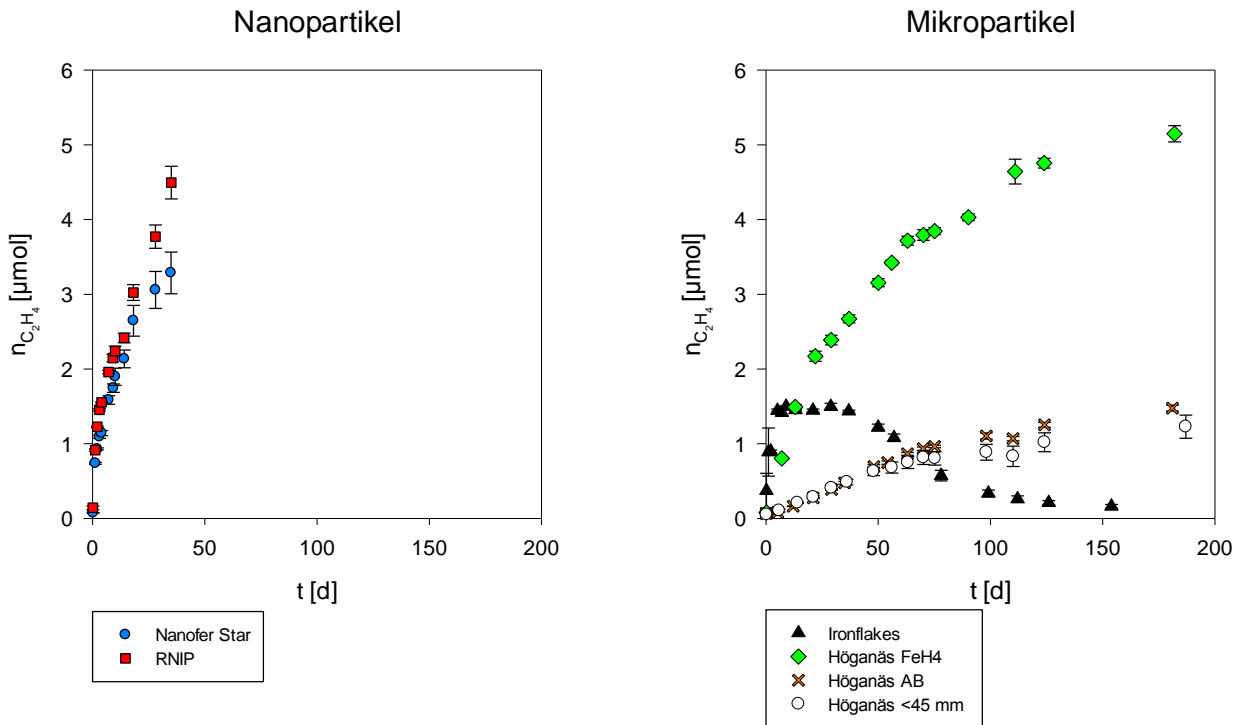 Nanopartikel
6
5
4
3
2
1
0
n_C₂H₄ [µmol]
0 50 100 150 200
t [d]
Nanofer Star
RNIP
Mikropartikel
6
5
4
3
2
1
0
n_C₂H₄ [µmol]
0 50 100 150 200
t [d]
Ironflakes
Höganäs FeH4
Höganäs AB
Höganäs <45 mm